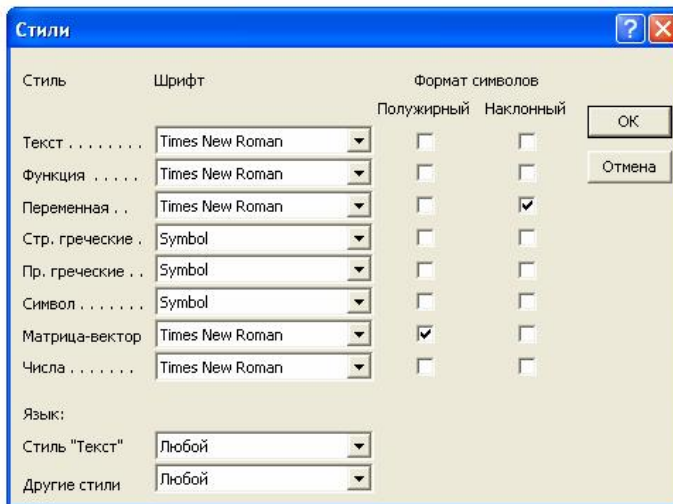 Стили
Стиль Шрифт Формат символов
Полужирный Наклонный
ОК
Текст . . . . . . . . Times New Roman
Отмена
Функция . . . . . Times New Roman
Переменная . . Times New Roman
Стр. греческие . Symbol
Пр. греческие . . Symbol
Символ . . . . . . . Symbol
Матрица-вектор Times New Roman
Числа . . . . . . . Times New Roman
Язык:
Стиль "Текст" Любой
Другие стили Любой